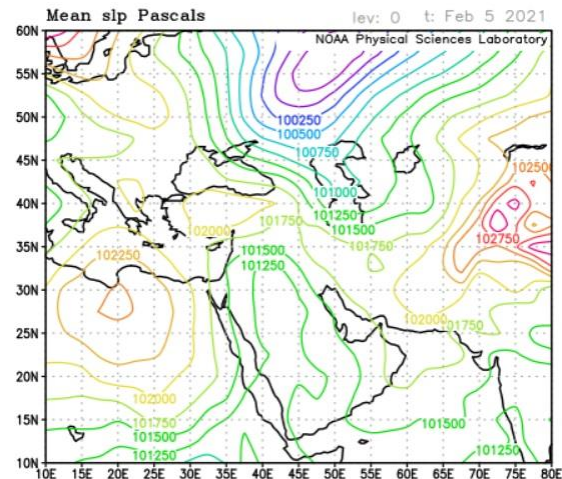 Mean slp Pascals
lev: 0 t: Feb 5 2021
NOAA Physical Sciences Laboratory
60N
55N
50N
45N
40N
35N
30N
25N
20N
15N
10N
100250
100500
100750
101000
101250
101500
101750
102000
102250
101500
101250
102500
102750
102000
101750
102000
101750
101500
101250
101500
101250
10E 15E 20E 25E 30E 35E 40E 45E 50E 55E 60E 65E 70E 75E 80E